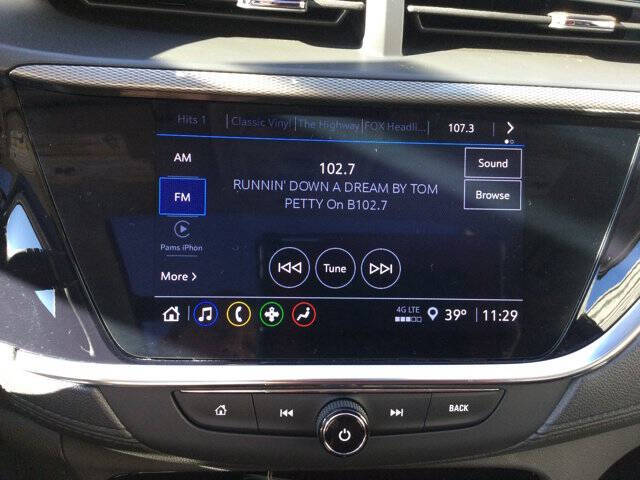 Hits 1 | Classic Vinyl | The Highway | FOX Headli... 107.3
AM
102.7
Sound
FM
RUNNIN' DOWN A DREAM BY TOM
PETTY On B102.7
Browse
Pams iPhon
More >
Tune
4G LTE
39° 11:29
BACK